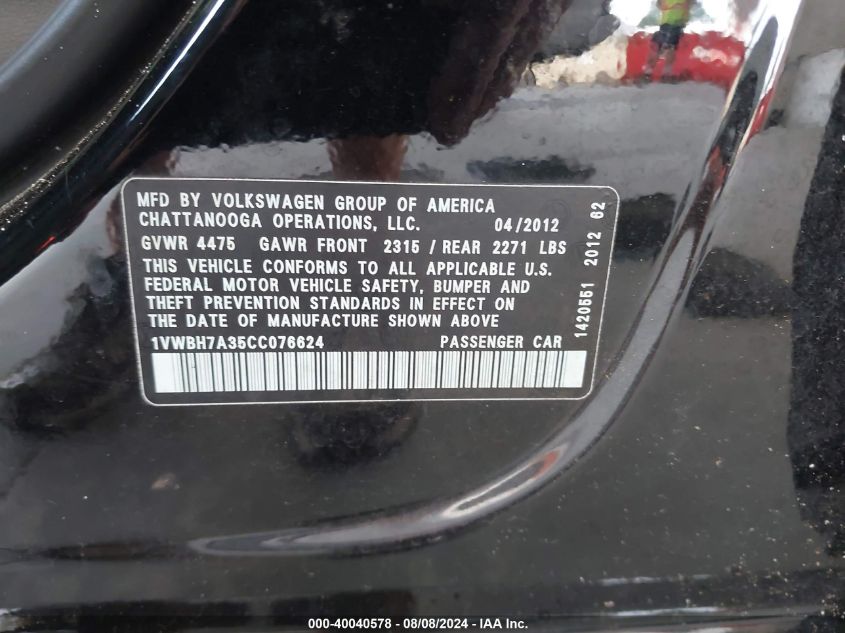 MFD BY VOLKSWAGEN GROUP OF AMERICA
CHATTANOOGA OPERATIONS, LLC. 04/2012
GVWR 4475 GAWR FRONT 2315 / REAR 2271 LBS
THIS VEHICLE CONFORMS TO ALL APPLICABLE U.S.
FEDERAL MOTOR VEHICLE SAFETY, BUMPER AND
THEFT PREVENTION STANDARDS IN EFFECT ON
THE DATE OF MANUFACTURE SHOWN ABOVE
1VWBH7A35CC076624 PASSENGER CAR
1420551 2012 62
000-40040578 - 08/08/2024 - IAA Inc.